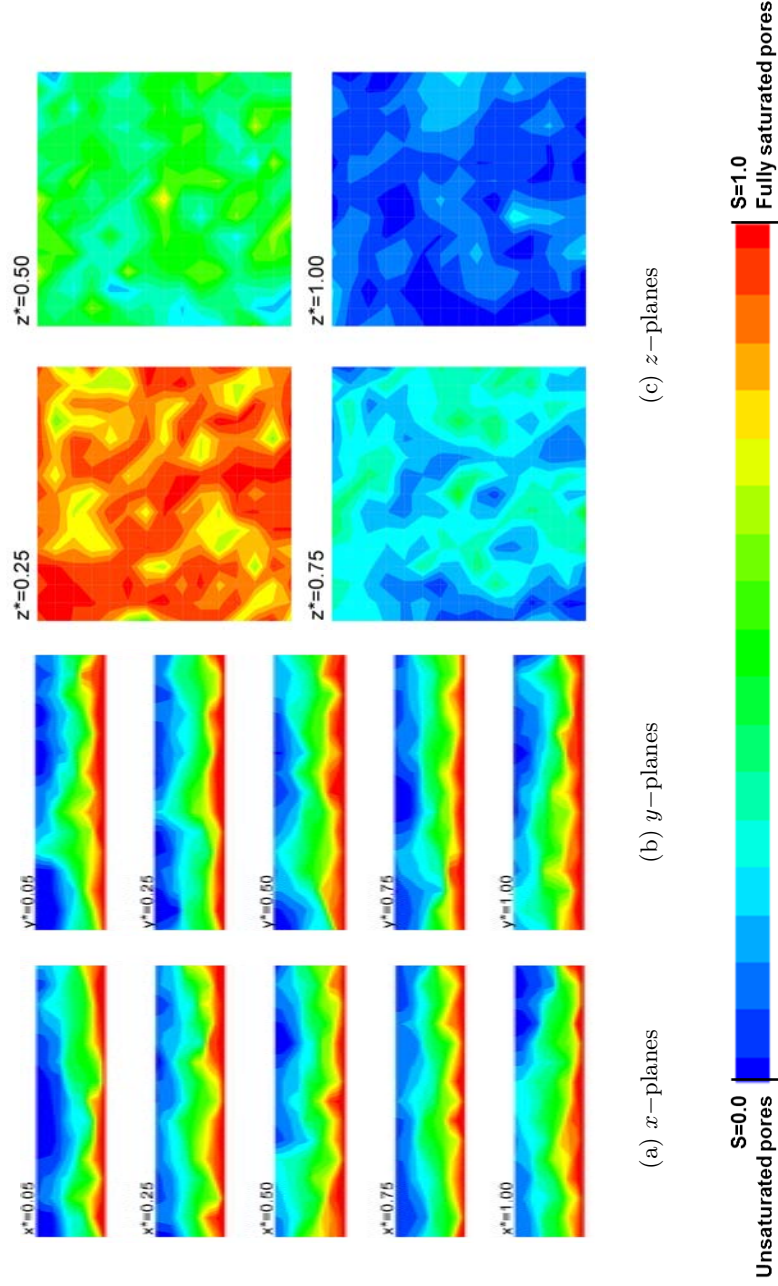 x*=0.05
x*=0.25
x*=0.50
x*=0.75
x*=1.00
(a) x−planes
y*=0.05
y*=0.25
y*=0.50
y*=0.75
y*=1.00
(b) y−planes
z*=0.25
z*=0.50
z*=0.75
z*=1.00
(c) z−planes
S=0.0
Unsaturated pores
S=1.0
Fully saturated pores